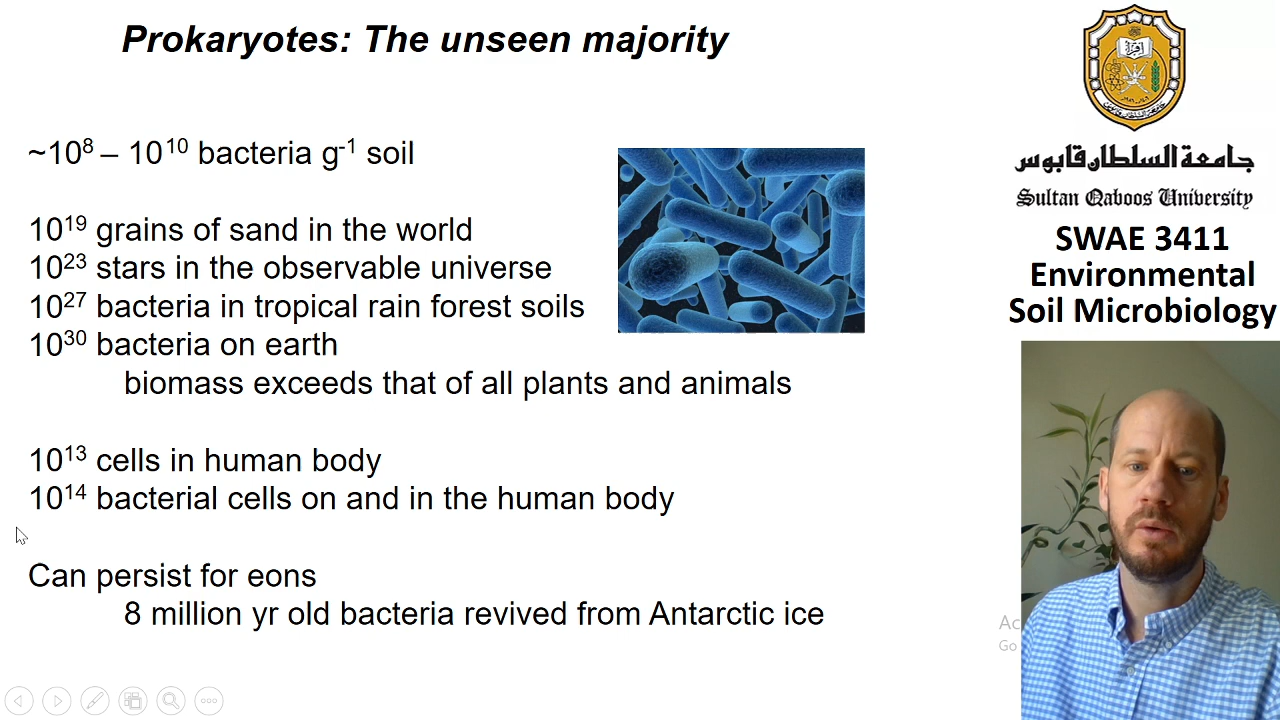 Prokaryotes: The unseen majority
~10⁸ – 10¹⁰ bacteria g⁻¹ soil
10¹⁹ grains of sand in the world
10²³ stars in the observable universe
10²⁷ bacteria in tropical rain forest soils
10³⁰ bacteria on earth
biomass exceeds that of all plants and animals
10¹³ cells in human body
10¹⁴ bacterial cells on and in the human body
Can persist for eons
8 million yr old bacteria revived from Antarctic ice
جامعة السلطان قابوس
Sultan Qaboos University
SWAE 3411
Environmental
Soil Microbiology
Ac
Go